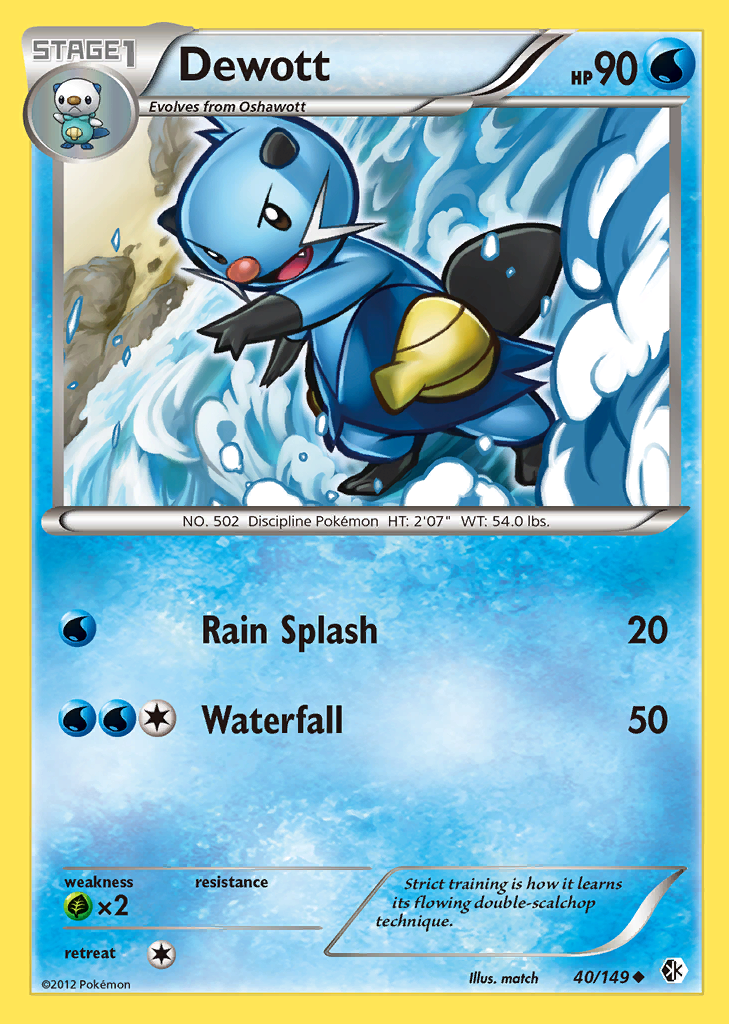 STAGE1
Dewott
HP 90
Evolves from Oshawott
NO. 502 Discipline Pokémon HT: 2'07" WT: 54.0 lbs.
Rain Splash 20
Waterfall 50
weakness resistance
×2
Strict training is how it learns
its flowing double-scalchop
technique.
retreat
©2012 Pokémon
Illus. match 40/149